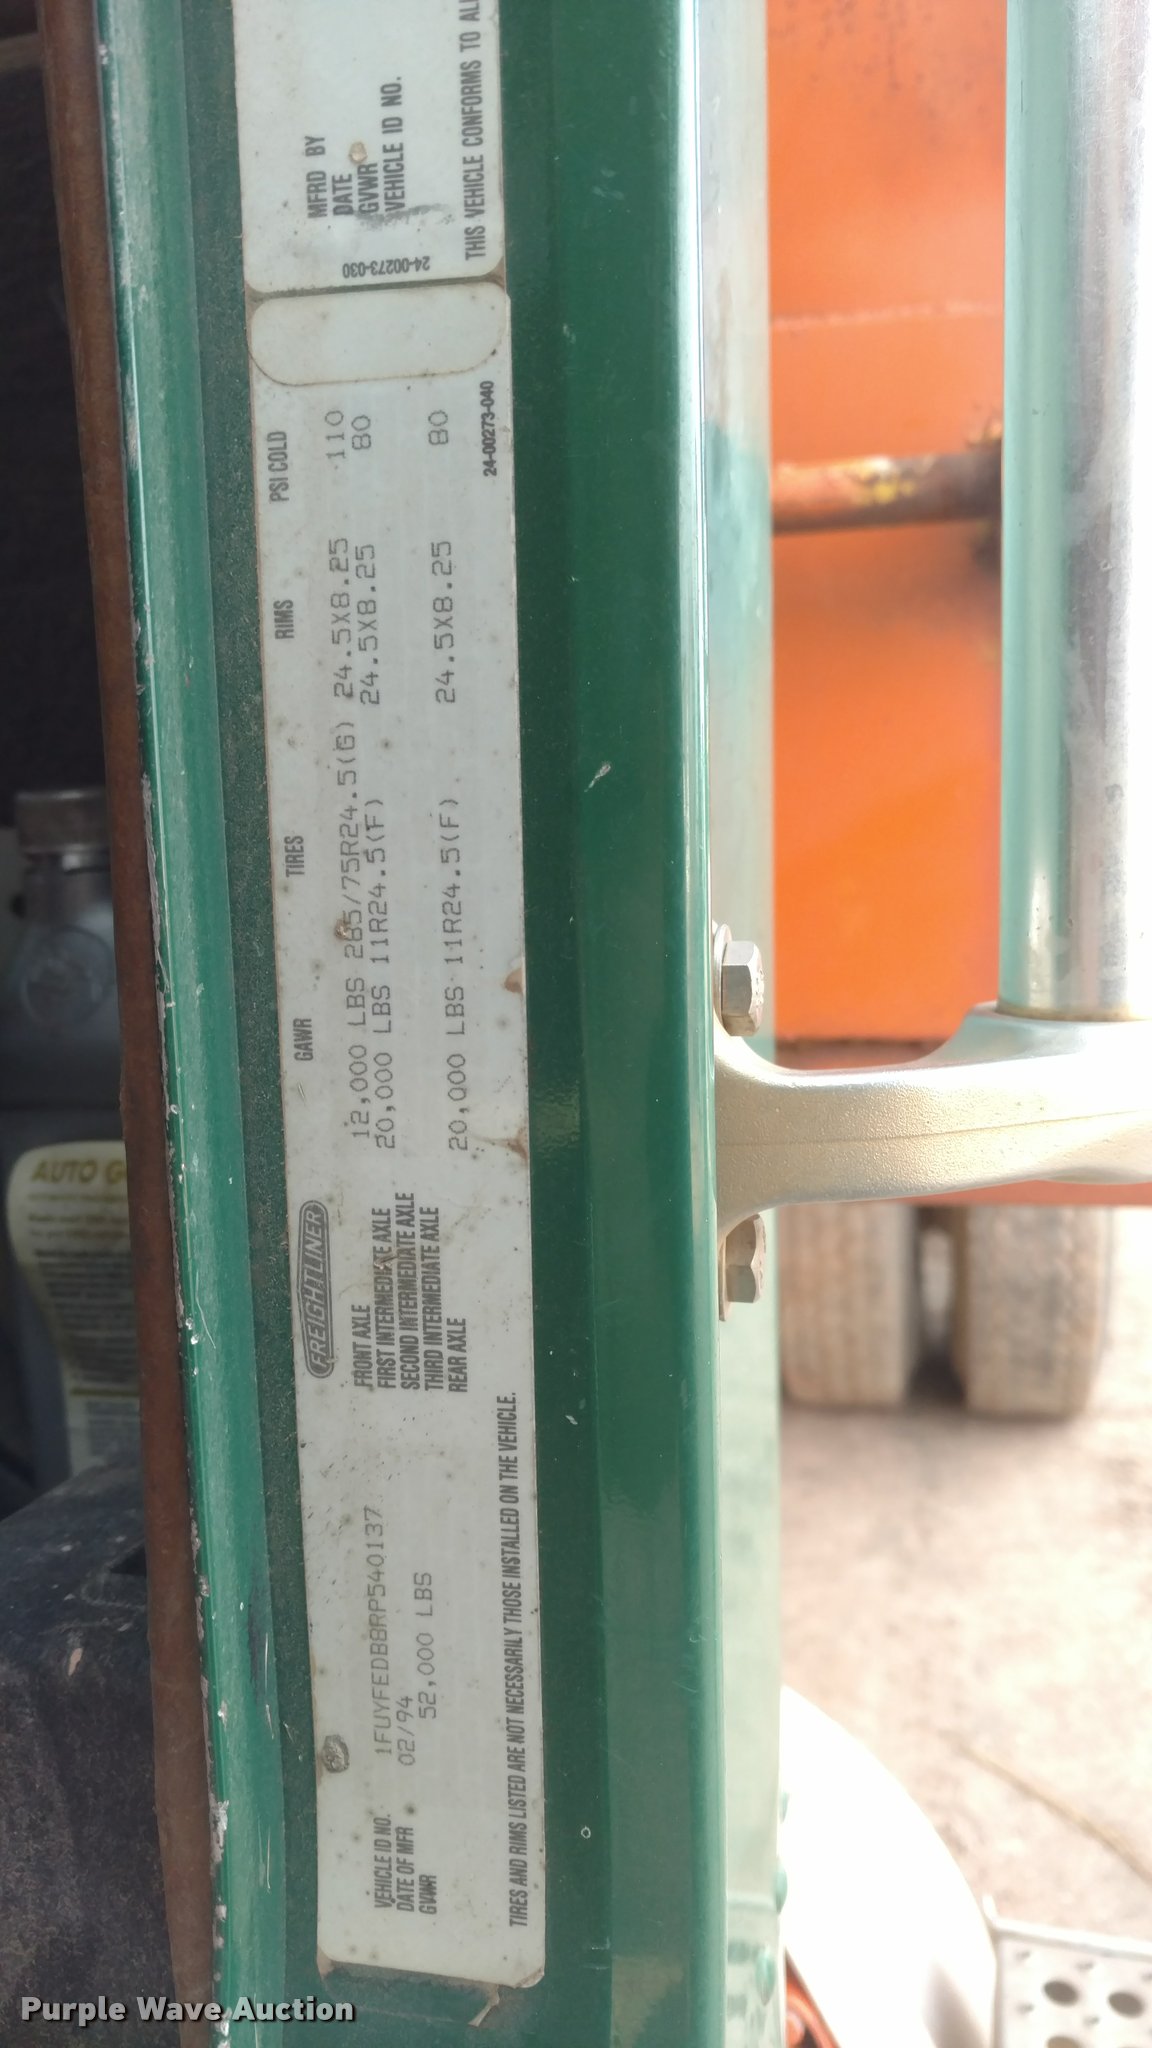 FREIGHTLINER
GAWR TIRES RIMS PSI COLD
VEHICLE ID NO. 1FUYFEDB8RP540137
DATE OF MFR 02/94
GVWR 52,000 LBS
FRONT AXLE 12,000 LBS 285/75R24.5(G) 24.5X8.25 110
FIRST INTERMEDIATE AXLE 20,000 LBS 11R24.5(F) 24.5X8.25 80
SECOND INTERMEDIATE AXLE
THIRD INTERMEDIATE AXLE
REAR AXLE 20,000 LBS 11R24.5(F) 24.5X8.25 80
TIRES AND RIMS LISTED ARE NOT NECESSARILY THOSE INSTALLED ON THE VEHICLE.
24-00273-040
24-00273-030
MFRD BY
DATE
GVWR
VEHICLE ID NO.
THIS VEHICLE CONFORMS TO
AUTO
Purple Wave Auction